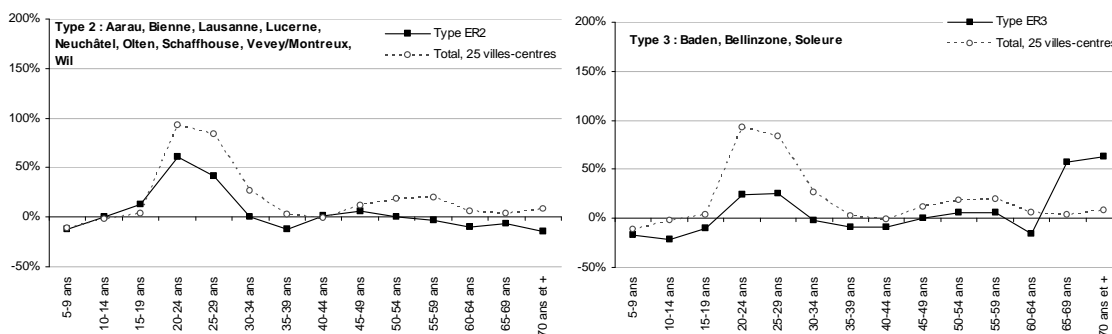 200%
150%
100%
50%
0%
-50%
Type 2 : Aarau, Bienne, Lausanne, Lucerne,
Neuchâtel, Olten, Schaffhouse, Vevey/Montreux,
Wil
Type ER2
Total, 25 villes-centres
5-9 ans
10-14 ans
15-19 ans
20-24 ans
25-29 ans
30-34 ans
35-39 ans
40-44 ans
45-49 ans
50-54 ans
55-59 ans
60-64 ans
65-69 ans
70 ans et +
200%
150%
100%
50%
0%
-50%
Type 3 : Baden, Bellinzone, Soleure
Type ER3
Total, 25 villes-centres
5-9 ans
10-14 ans
15-19 ans
20-24 ans
25-29 ans
30-34 ans
35-39 ans
40-44 ans
45-49 ans
50-54 ans
55-59 ans
60-64 ans
65-69 ans
70 ans et +